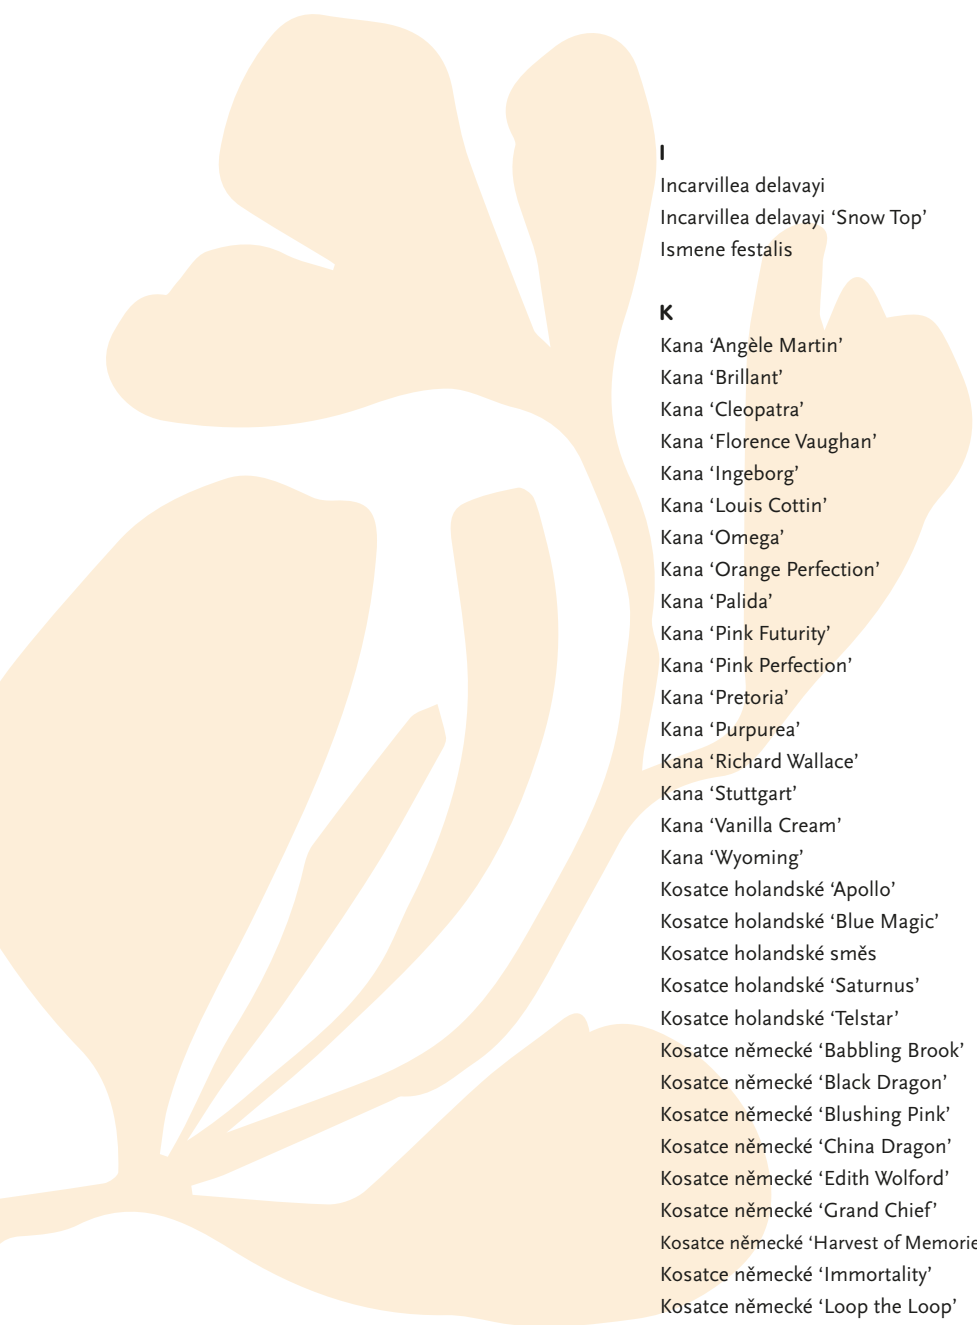 I
Incarvillea delavayi
Incarvillea delavayi ‘Snow Top’
Ismene festalis
K
Kana ‘Angèle Martin’
Kana ‘Brillant’
Kana ‘Cleopatra’
Kana ‘Florence Vaughan’
Kana ‘Ingeborg’
Kana ‘Louis Cottin’
Kana ‘Omega’
Kana ‘Orange Perfection’
Kana ‘Palida’
Kana ‘Pink Futurity’
Kana ‘Pink Perfection’
Kana ‘Pretoria’
Kana ‘Purpurea’
Kana ‘Richard Wallace’
Kana ‘Stuttgart’
Kana ‘Vanilla Cream’
Kana ‘Wyoming’
Kosatce holandské ‘Apollo’
Kosatce holandské ‘Blue Magic’
Kosatce holandské směs
Kosatce holandské ‘Saturnus’
Kosatce holandské ‘Telstar’
Kosatce německé ‘Babbling Brook’
Kosatce německé ‘Black Dragon’
Kosatce německé ‘Blushing Pink’
Kosatce německé ‘China Dragon’
Kosatce německé ‘Edith Wolford’
Kosatce německé ‘Grand Chief’
Kosatce německé ‘Harvest of Memorie
Kosatce německé ‘Immortality’
Kosatce německé ‘Loop the Loop’